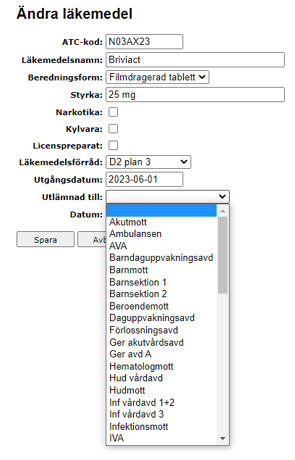 Ändra läkemedel
ATC-kod: N03AX23
Läkemedelsnamn: Briviact
Beredningsform: Filmdragerad tablett
Styrka: 25 mg
Narkotika:
Kylvara:
Licenspreparat:
Läkemedelsförråd: D2 plan 3
Utgångsdatum: 2023-06-01
Utlämnad till:
Datum:
Akutmott
Ambulansen
AVA
Barndaguppvakningsavd
Barnmott
Barnsektion 1
Barnsektion 2
Beroendemott
Daguppvakningsavd
Förlossningsavd
Ger akutvårdsavd
Ger avd A
Hematologmott
Hud vårdavd
Hudmott
Inf vårdavd 1+2
Inf vårdavd 3
Infektionsmott
IVA
Spara
Avb